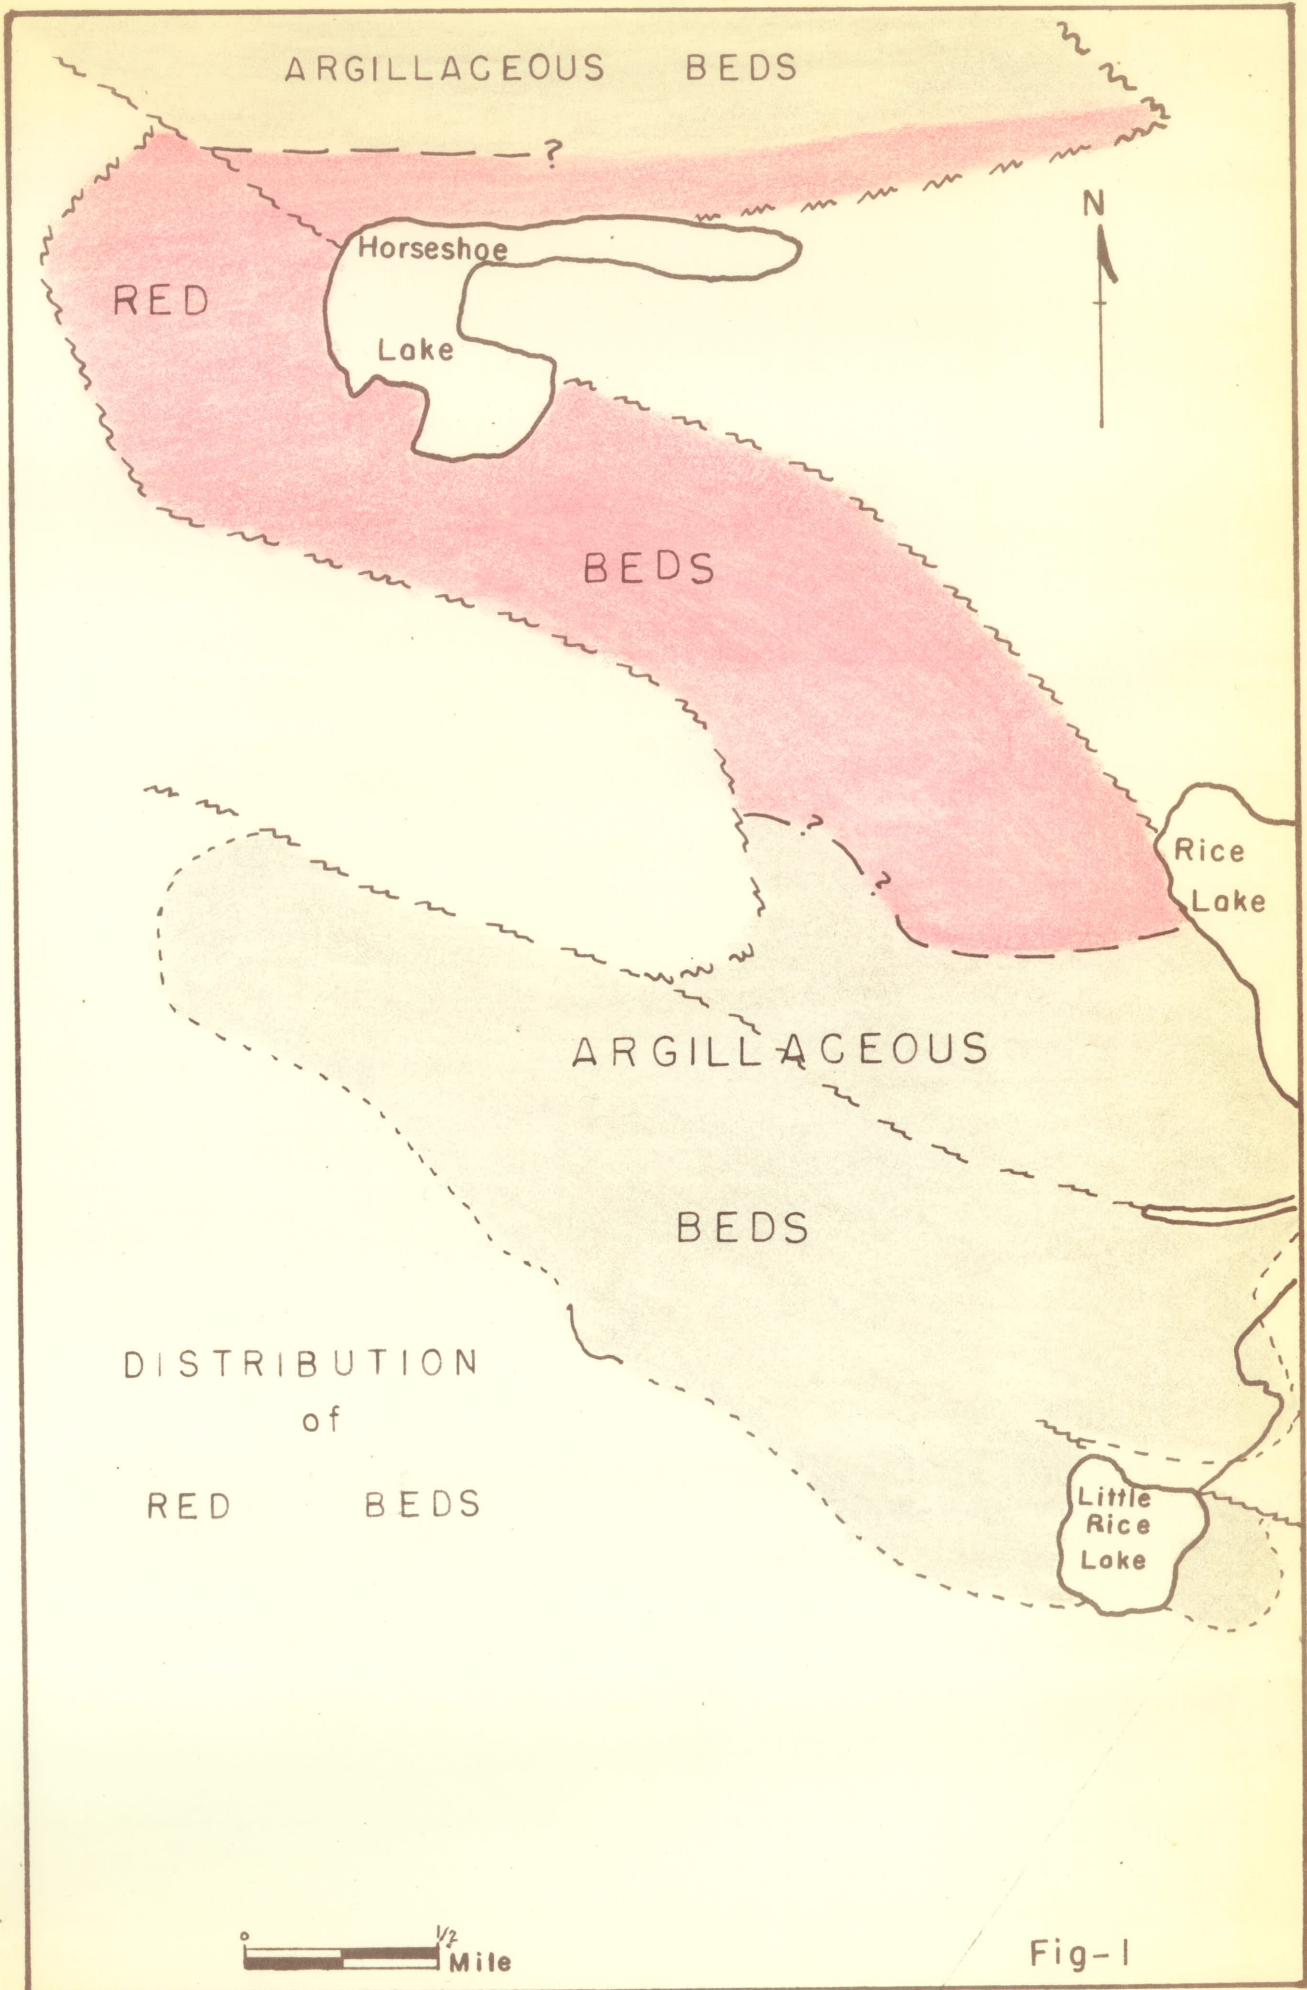 ARGILLACEOUS BEDS
?
N
Horseshoe
RED
Lake
BEDS
?
Rice
?
Lake
ARGILLACEOUS
BEDS
DISTRIBUTION
of
RED BEDS
Little
Rice
Lake
0 1/2
Mile
Fig-1